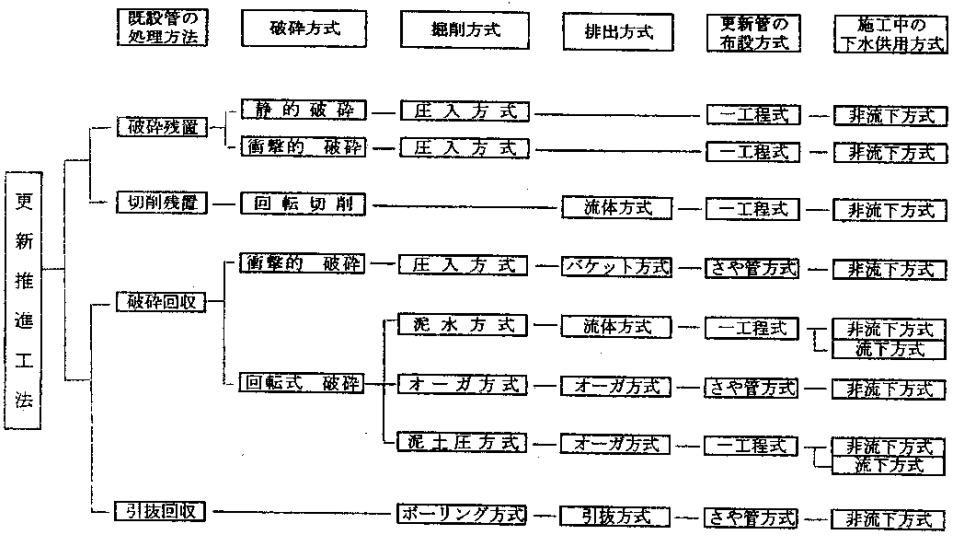 既設管の
処理方法
破砕方式
掘削方式
排出方式
更新管の
布設方式
施工中の
下水供用方式
更新推進工法
破砕残置
静的破砕
圧入方式
一工程式
非流下方式
衝撃的 破砕
圧入方式
一工程式
非流下方式
切削残置
回転切削
流体方式
一工程式
非流下方式
破砕回収
衝撃的 破砕
圧入方式
バケット方式
さや管方式
非流下方式
泥水方式
流体方式
一工程式
非流下方式
流下方式
回転式 破砕
オーガ方式
オーガ方式
さや管方式
非流下方式
泥土圧方式
オーガ方式
一工程式
非流下方式
流下方式
引抜回収
ボーリング方式
引抜方式
さや管方式
非流下方式